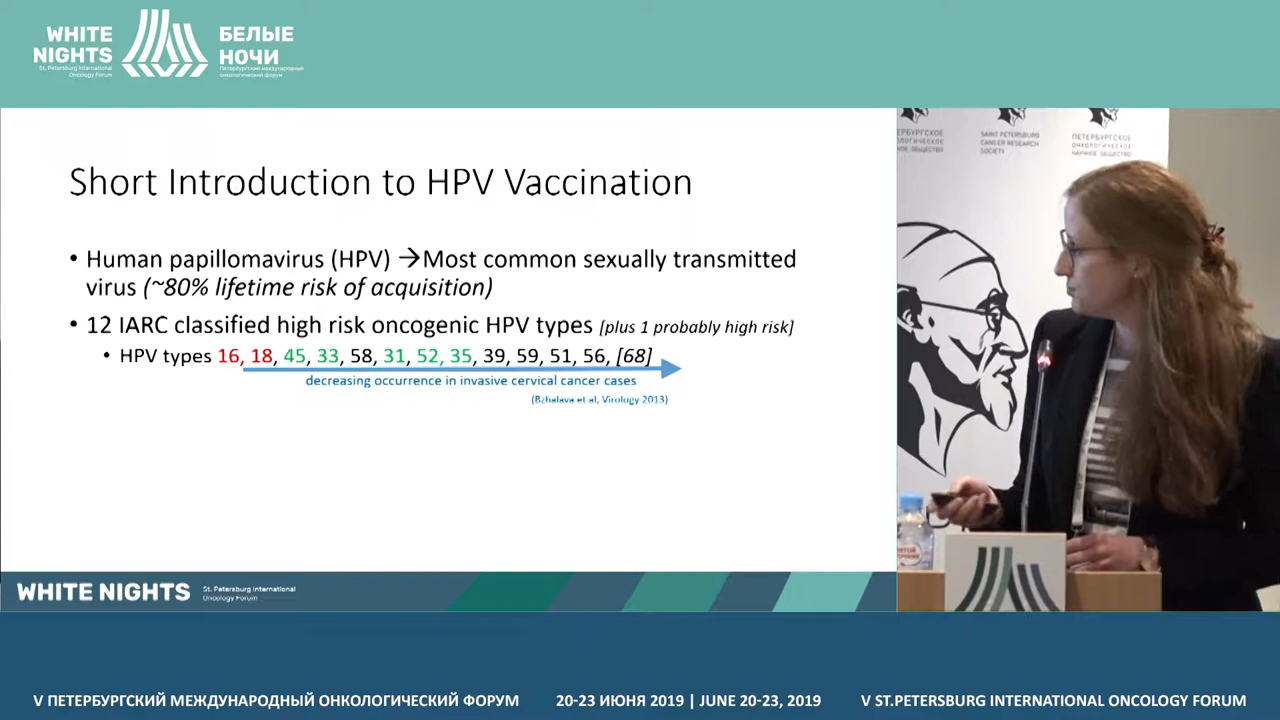 WHITE
NIGHTS
St. Petersburg International
Oncology Forum
БЕЛЫЕ
НОЧИ
Петербургский международный
онкологический форум
Short Introduction to HPV Vaccination
• Human papillomavirus (HPV) →Most common sexually transmitted
virus (~80% lifetime risk of acquisition)
• 12 IARC classified high risk oncogenic HPV types [plus 1 probably high risk]
• HPV types 16, 18, 45, 33, 58, 31, 52, 35, 39, 59, 51, 56, [68]
decreasing occurrence in invasive cervical cancer cases
(Bzhalava et al, Virology 2013)
SAINT PETERSBURG
CANCER RESEARCH
SOCIETY
ПЕТЕРБУРГСКОЕ
ОНКОЛОГИЧЕСКОЕ
НАУЧНОЕ ОБЩЕСТВО
WHITE NIGHTS
St. Petersburg International
Oncology Forum
V ПЕТЕРБУРГСКИЙ МЕЖДУНАРОДНЫЙ ОНКОЛОГИЧЕСКИЙ ФОРУМ
20-23 ИЮНЯ 2019 | JUNE 20-23, 2019
V ST.PETERSBURG INTERNATIONAL ONCOLOGY FORUM